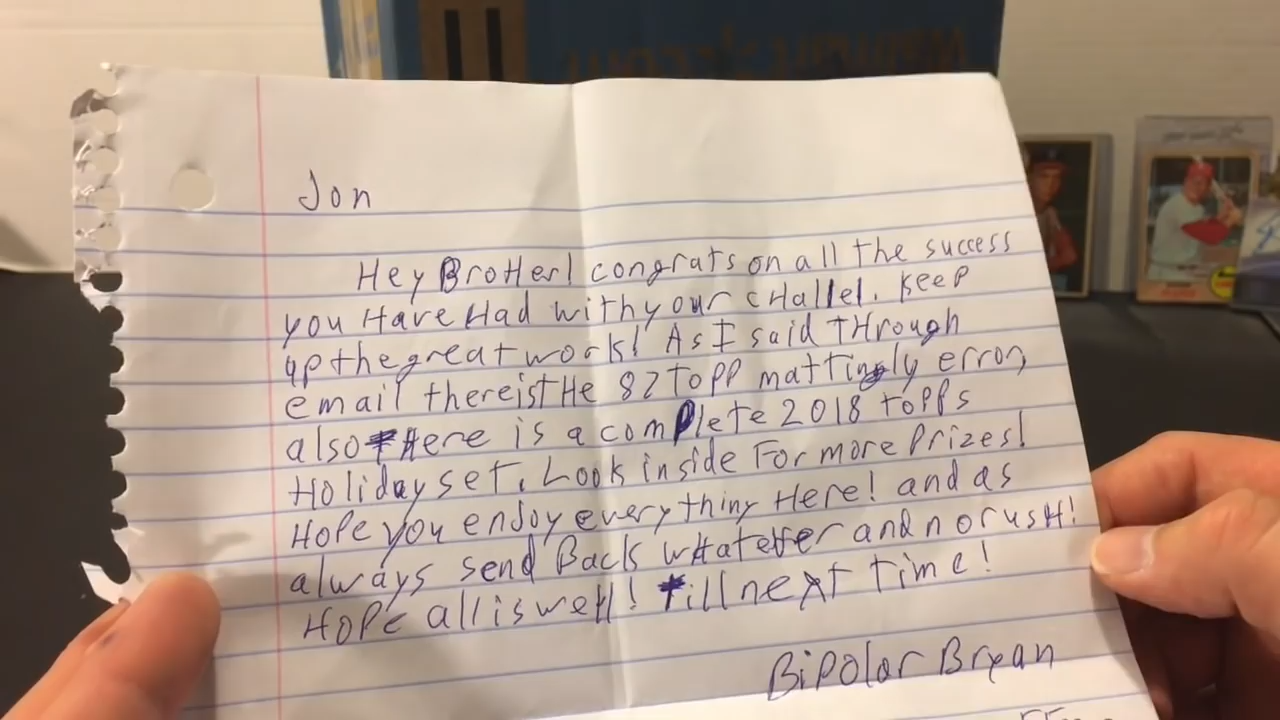 Jon
Hey BroHer! congrats on all the success
you Have Had with your cHallel. Keep
up the great work! As I said tHrough
email there is tHe 82 Topp mattingly error,
also Here is a complete 2018 Topps
Holiday set. Look inside For more Prizes!
Hope you enjoy everything Here! and as
always send Back wHatever and no rusH!
Hope all is well! till next time!
Bipolar Bryan